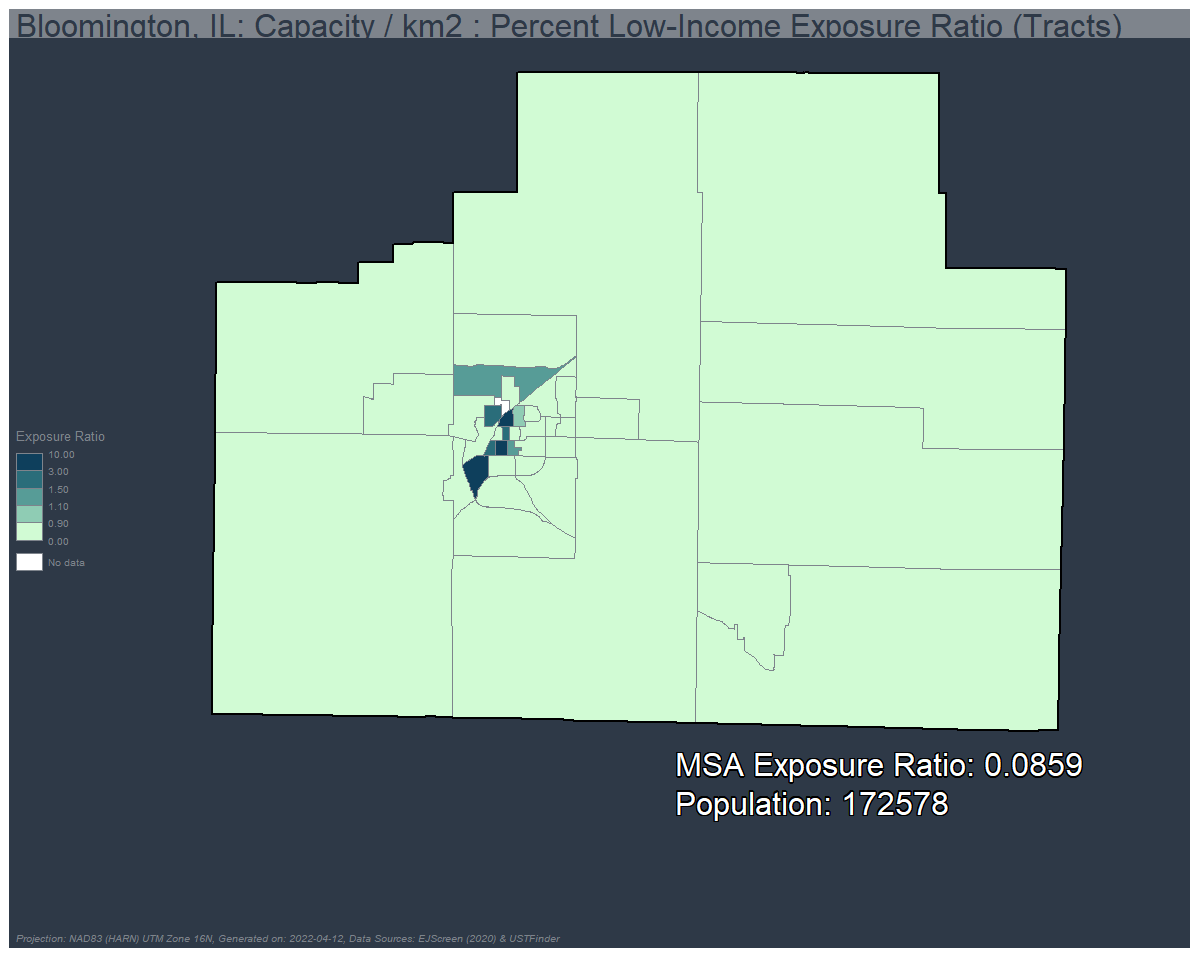 Bloomington, IL: Capacity / km2 : Percent Low-Income Exposure Ratio (Tracts)
Exposure Ratio
10.00
3.00
1.50
1.10
0.90
0.00
No data
MSA Exposure Ratio: 0.0859
Population: 172578
Projection: NAD83 (HARN) UTM Zone 16N, Generated on: 2022-04-12, Data Sources: EJScreen (2020) & USTFinder